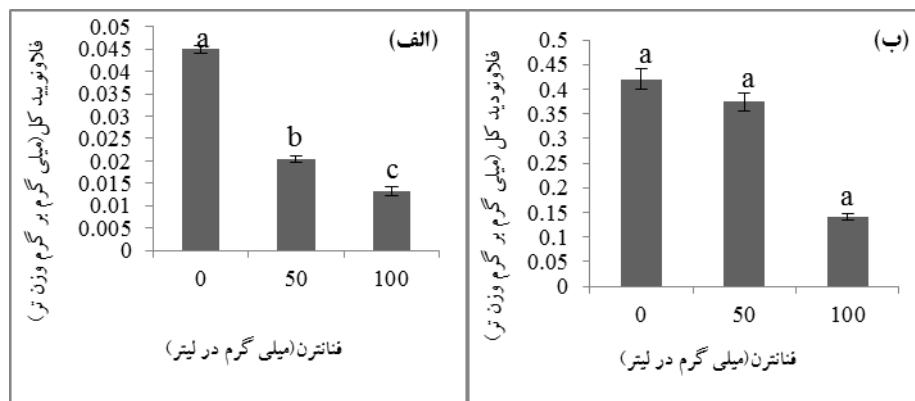 (الف)
فلاونویید کل(میلی گرم بر گرم وزن تر)
0.05
0.045
0.04
0.035
0.03
0.025
0.02
0.015
0.01
0.005
0
a
b
c
0 50 100
فنانترن(میلی گرم در لیتر)
(ب)
فلاونودید کل (میلی گرم بر گرم وزن تر)
0.5
0.45
0.4
0.35
0.3
0.25
0.2
0.15
0.1
0.05
0
a
a
a
0 50 100
فنانترن(میلی گرم در لیتر)